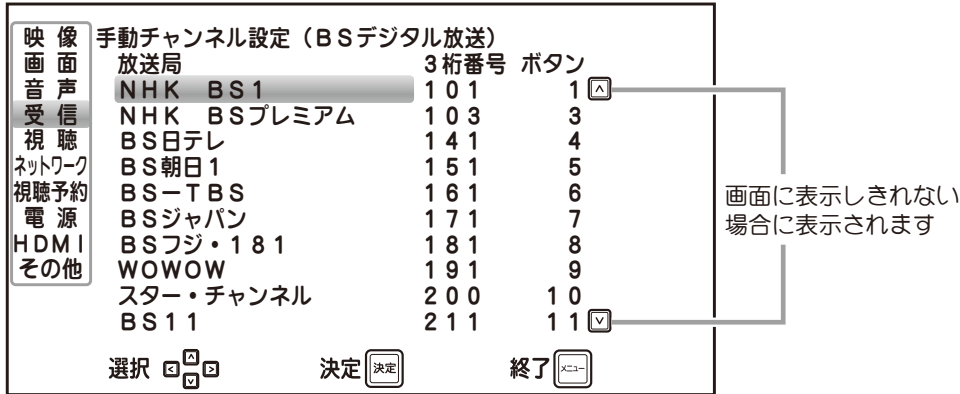 手動チャンネル設定（BSデジタル放送）
映 像
画 面
音 声
受 信
視 聴
ネットワーク
視聴予約
電 源
HDMI
その他
放送局 3桁番号 ボタン
NHK BS1 101 1
NHK BSプレミアム 103 3
BS日テレ 141 4
BS朝日1 151 5
BS－TBS 161 6
BSジャパン 171 7
BSフジ・181 181 8
WOWOW 191 9
スター・チャンネル 200 10
BS11 211 11
選択 決定 決定 終了 メニュー
画面に表示しきれない
場合に表示されます